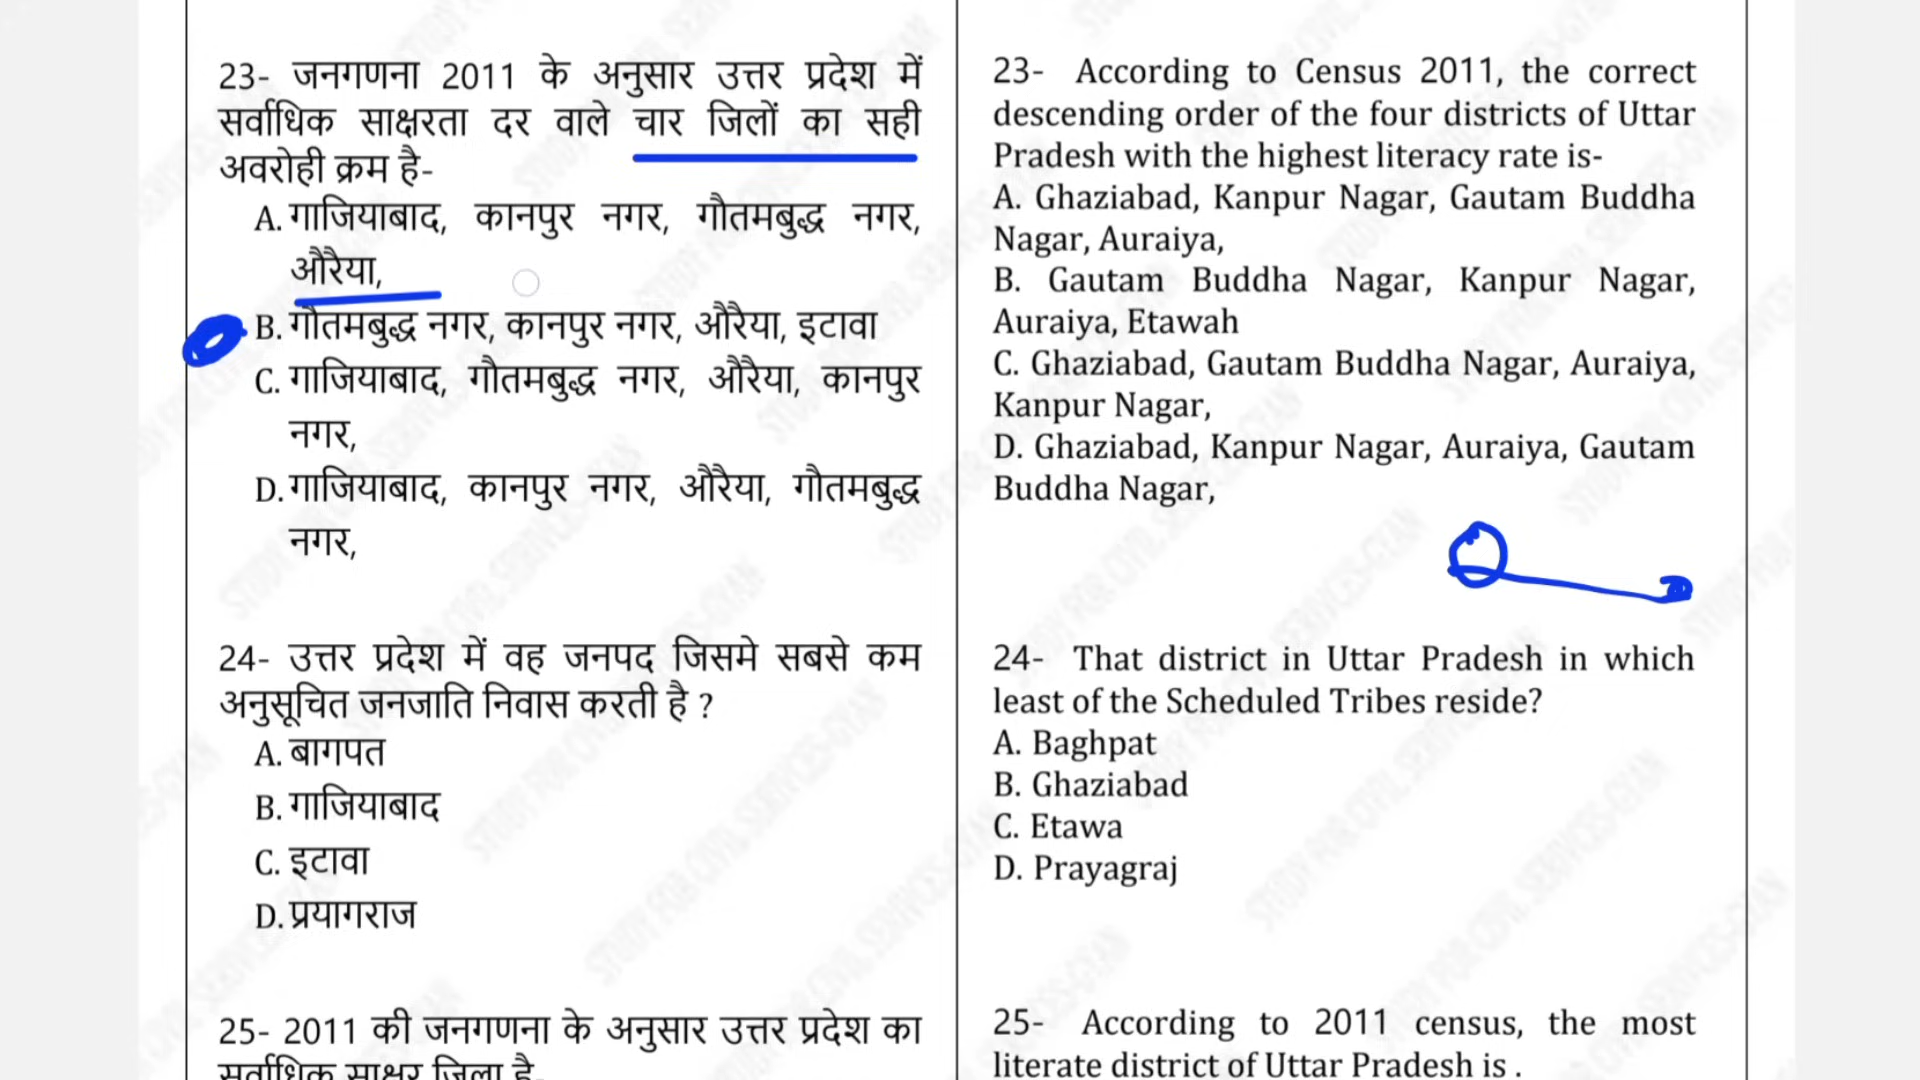 23- जनगणना 2011 के अनुसार उत्तर प्रदेश में
सर्वाधिक साक्षरता दर वाले चार जिलों का सही
अवरोही क्रम है-
A. गाजियाबाद, कानपुर नगर, गौतमबुद्ध नगर,
औरैया,
B. गौतमबुद्ध नगर, कानपुर नगर, औरैया, इटावा
C. गाजियाबाद, गौतमबुद्ध नगर, औरैया, कानपुर
नगर,
D. गाजियाबाद, कानपुर नगर, औरैया, गौतमबुद्ध
नगर,
24- उत्तर प्रदेश में वह जनपद जिसमे सबसे कम
अनुसूचित जनजाति निवास करती है ?
A. बागपत
B. गाजियाबाद
C. इटावा
D. प्रयागराज
25- 2011 की जनगणना के अनुसार उत्तर प्रदेश का
सर्वाधिक साक्षर जिला है-
23- According to Census 2011, the correct
descending order of the four districts of Uttar
Pradesh with the highest literacy rate is-
A. Ghaziabad, Kanpur Nagar, Gautam Buddha
Nagar, Auraiya,
B. Gautam Buddha Nagar, Kanpur Nagar,
Auraiya, Etawah
C. Ghaziabad, Gautam Buddha Nagar, Auraiya,
Kanpur Nagar,
D. Ghaziabad, Kanpur Nagar, Auraiya, Gautam
Buddha Nagar,
24- That district in Uttar Pradesh in which
least of the Scheduled Tribes reside?
A. Baghpat
B. Ghaziabad
C. Etawa
D. Prayagraj
25- According to 2011 census, the most
literate district of Uttar Pradesh is .
STUDY FOR CIVIL SERIVCES-GYAN